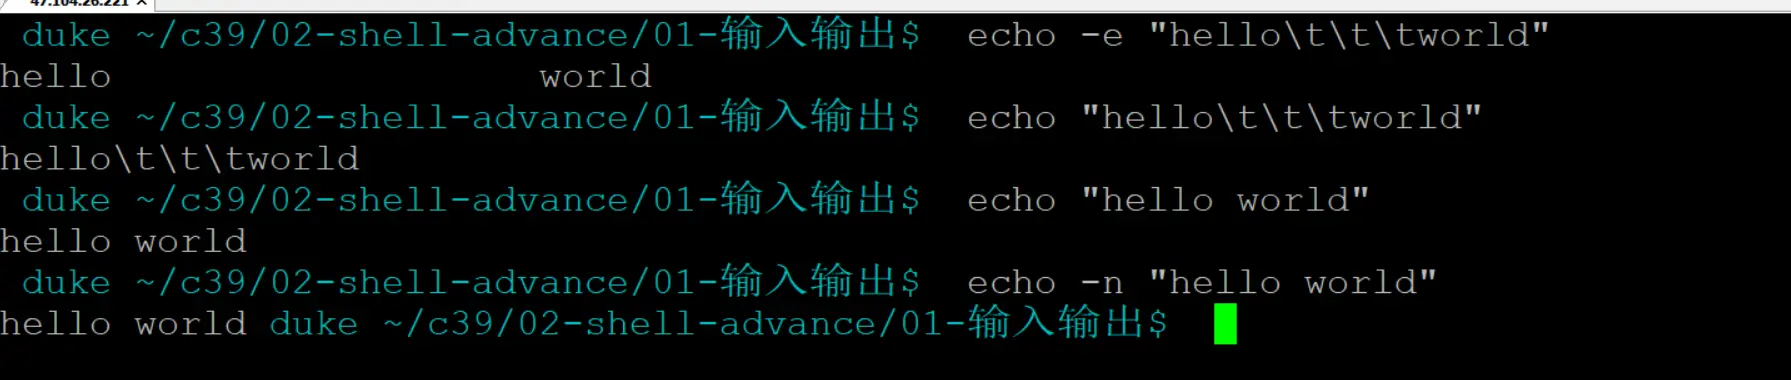 47.104.26.221 ×
duke ~/c39/02-shell-advance/01-输入输出$ echo -e "hello\t\t\tworld"
hello                   world
duke ~/c39/02-shell-advance/01-输入输出$ echo "hello\t\t\tworld"
hello\t\t\tworld
duke ~/c39/02-shell-advance/01-输入输出$ echo "hello world"
hello world
duke ~/c39/02-shell-advance/01-输入输出$ echo -n "hello world"
hello world duke ~/c39/02-shell-advance/01-输入输出$